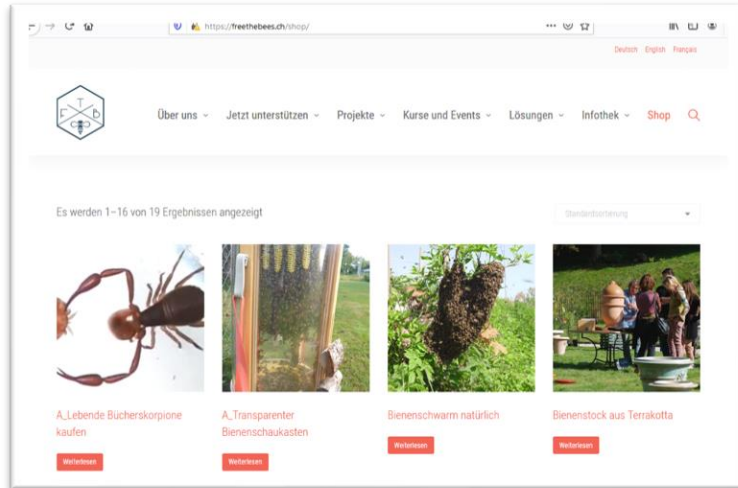 https://freethebees.ch/shop/
Deutsch English Français
F T B
Über uns Jetzt unterstützen Projekte Kurse und Events Lösungen Infothek Shop
Es werden 1–16 von 19 Ergebnissen angezeigt
Standardsortierung
A_Lebende Bücherskorpione kaufen
Weiterlesen
A_Transparenter Bienenschaukasten
Weiterlesen
Bienenschwarm natürlich
Weiterlesen
Bienenstock aus Terrakotta
Weiterlesen